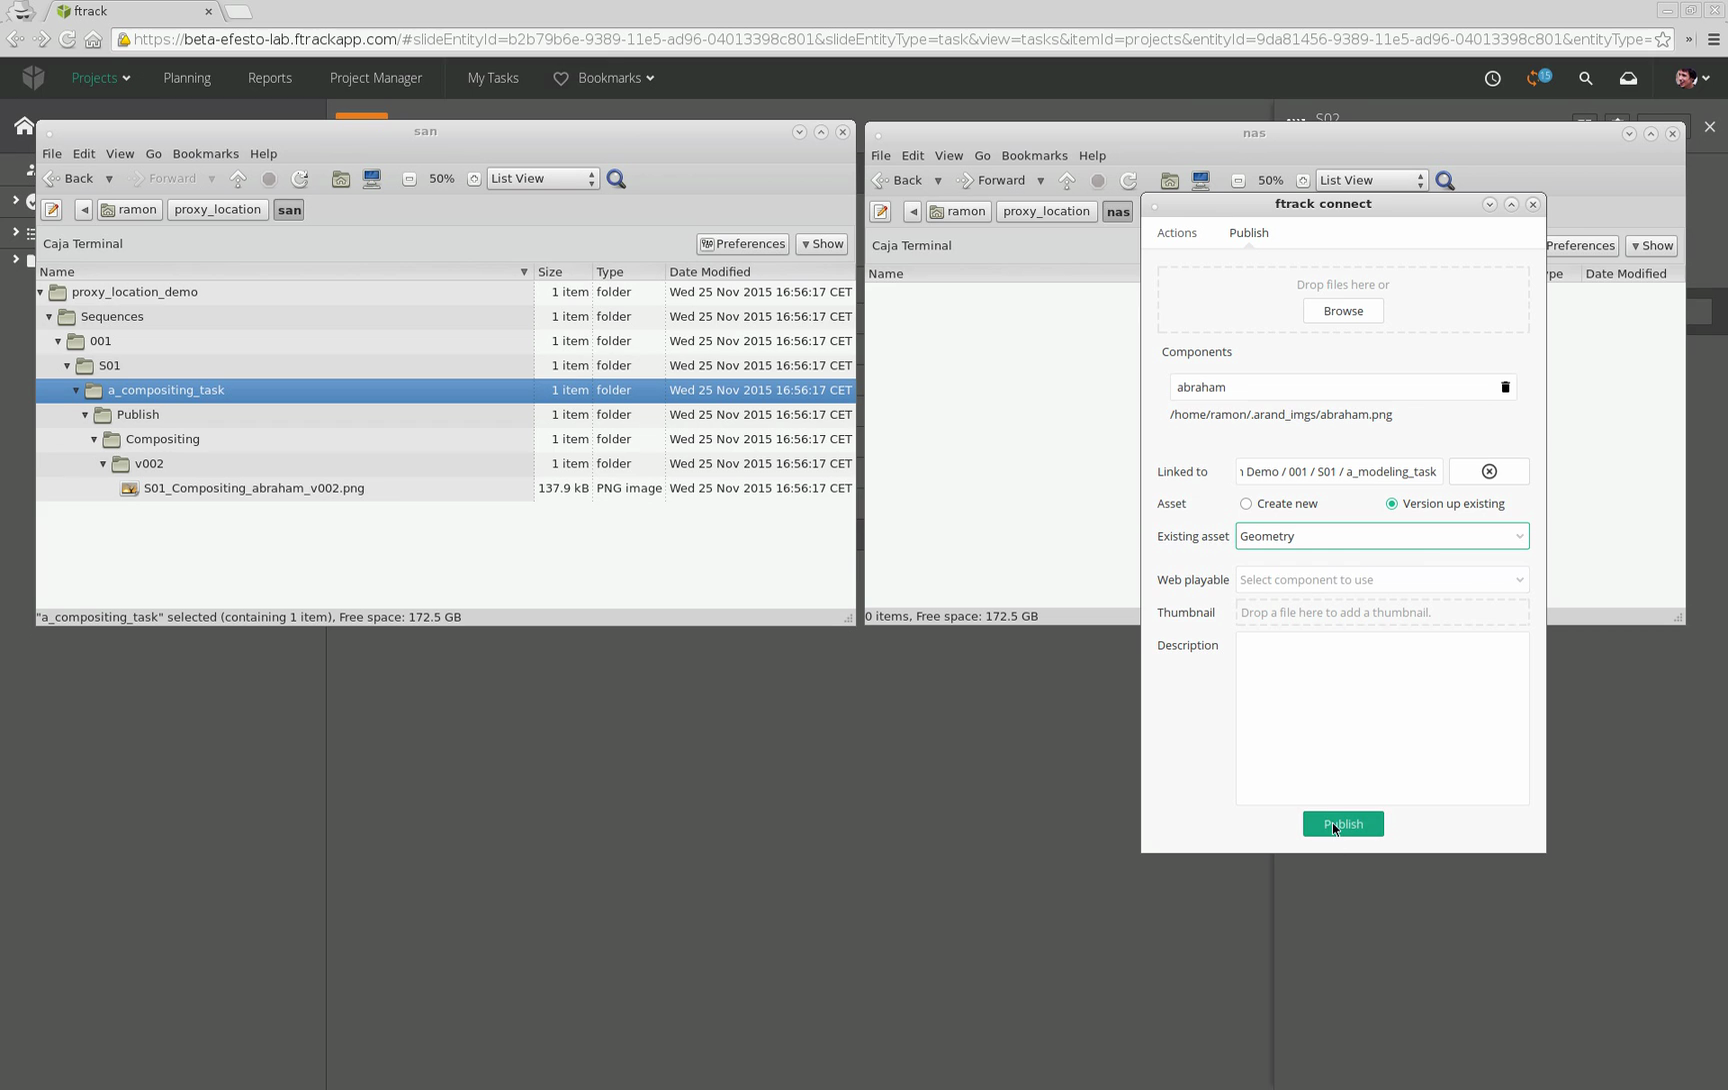 ftrack
https://beta-efesto-lab.ftrackapp.com/#slideEntityId=b2b79b6e-9389-11e5-ad96-04013398c801&slideEntityType=task&view=tasks&itemId=projects&entityId=9da81456-9389-11e5-ad96-04013398c801&entityType=
Projects Planning Reports Project Manager My Tasks Bookmarks 15
S02
san
File Edit View Go Bookmarks Help
Back Forward 50% List View
ramon proxy_location san
Caja Terminal Preferences Show
Name Size Type Date Modified
proxy_location_demo 1 item folder Wed 25 Nov 2015 16:56:17 CET
Sequences 1 item folder Wed 25 Nov 2015 16:56:17 CET
001 1 item folder Wed 25 Nov 2015 16:56:17 CET
S01 1 item folder Wed 25 Nov 2015 16:56:17 CET
a_compositing_task 1 item folder Wed 25 Nov 2015 16:56:17 CET
Publish 1 item folder Wed 25 Nov 2015 16:56:17 CET
Compositing 1 item folder Wed 25 Nov 2015 16:56:17 CET
v002 1 item folder Wed 25 Nov 2015 16:56:17 CET
S01_Compositing_abraham_v002.png 137.9 kB PNG image Wed 25 Nov 2015 16:56:17 CET
"a_compositing_task" selected (containing 1 item), Free space: 172.5 GB
nas
File Edit View Go Bookmarks Help
Back Forward 50% List View
ramon proxy_location nas
Caja Terminal Preferences Show
Name ype Date Modified
0 items, Free space: 172.5 GB
ftrack connect
Actions Publish
Drop files here or
Browse
Components
abraham
/home/ramon/.arand_imgs/abraham.png
Linked to Demo / 001 / S01 / a_modeling_task
Asset Create new Version up existing
Existing asset Geometry
Web playable Select component to use
Thumbnail Drop a file here to add a thumbnail.
Description
Publish